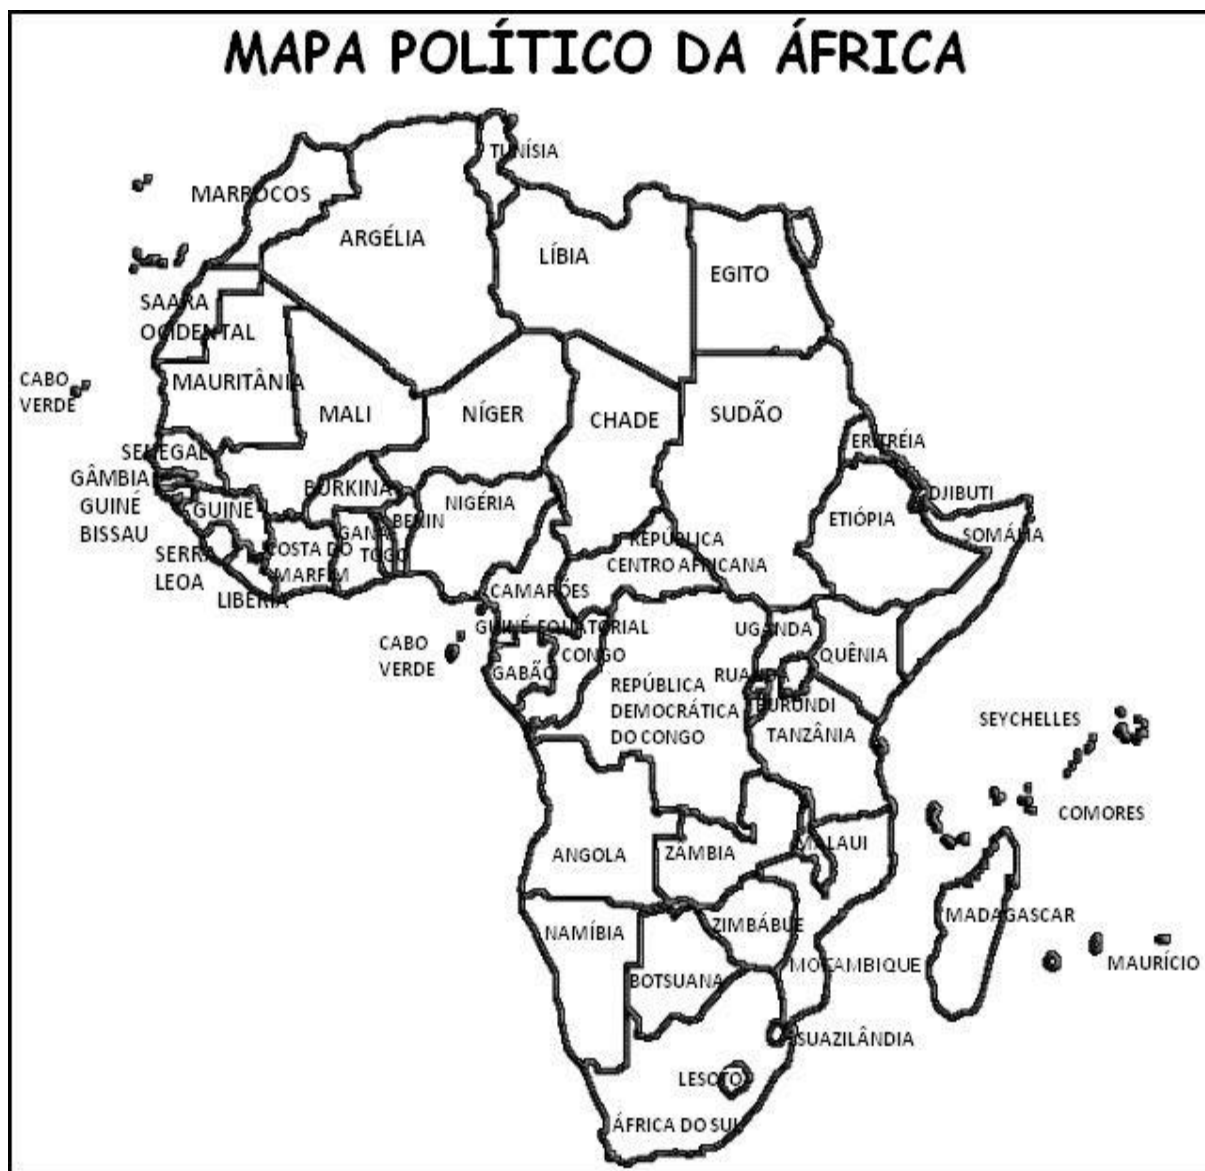 MAPA POLÍTICO DA ÁFRICA
TUNÍSIA
MARROCOS
ARGÉLIA
LÍBIA
EGITO
SAARA
OCIDENTAL
CABO
VERDE
MAURITÂNIA
MALI
NÍGER
CHADE
SUDÃO
ERITRÉIA
SENEGAL
GÂMBIA
GUINÉ
BISSAU
GUINÉ
BURKINA
NIGÉRIA
BENIN
GANA
TOGO
DJIBUTI
ETIÓPIA
SOMÁLIA
SERRA
LEOA
LIBÉRIA
COSTA DO
MARFIM
REPÚBLICA
CENTRO AFRICANA
CAMARÕES
GUINÉ EQUATORIAL
CABO
VERDE
GABÃO
CONGO
UGANDA
QUÊNIA
RUANDA
BURUNDI
REPÚBLICA
DEMOCRÁTICA
DO CONGO
TANZÂNIA
SEYCHELLES
COMORES
ANGOLA
ZÂMBIA
MALAUI
NAMÍBIA
ZIMBÁBUE
MADAGASCAR
BOTSUANA
MOÇAMBIQUE
MAURÍCIO
SUAZILÂNDIA
LESOTO
ÁFRICA DO SUL